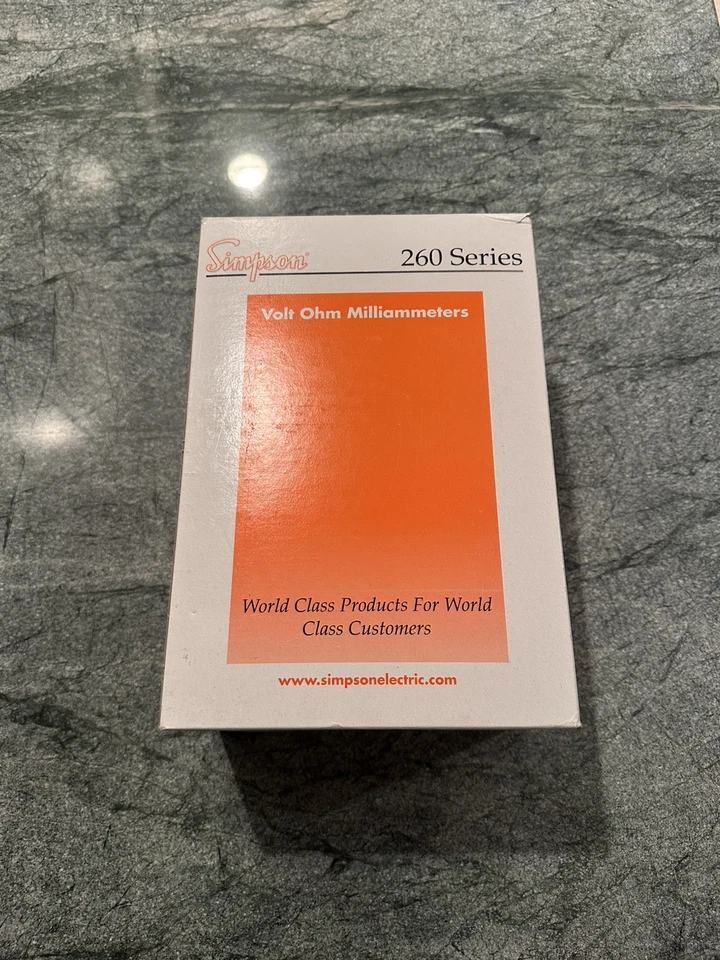 Simpson®
260 Series
Volt Ohm Milliammeters
World Class Products For World
Class Customers
www.simpsonelectric.com